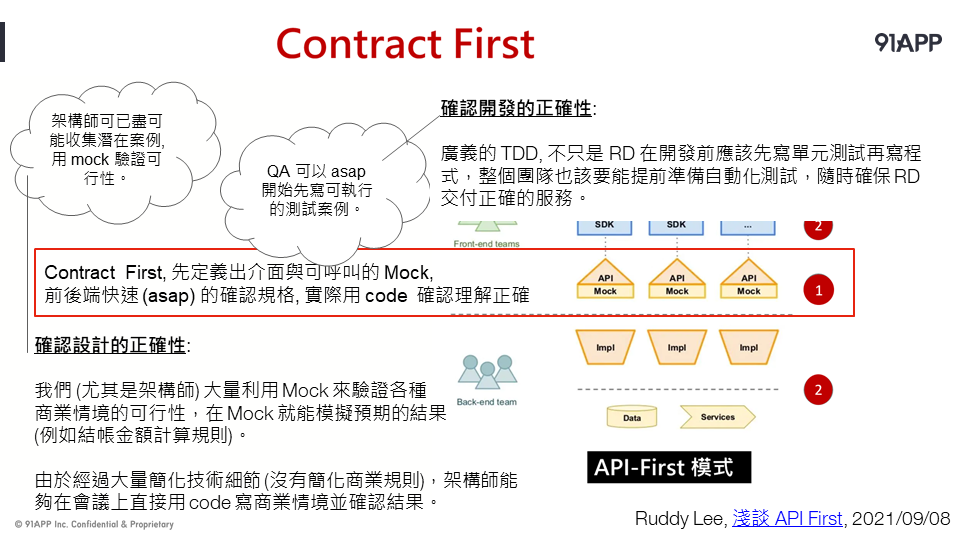 Contract First
91APP
架構師可已盡可
能收集潛在案例,
用 mock 驗證可
行性。
QA 可以 asap
開始先寫可執行
的測試案例。
確認開發的正確性:
廣義的 TDD, 不只是 RD 在開發前應該先寫單元測試再寫程
式，整個團隊也該要能提前準備自動化測試，隨時確保 RD
交付正確的服務。
Front-end teams
SDK
SDK
...
2
Contract First, 先定義出介面與可呼叫的 Mock,
前後端快速 (asap) 的確認規格, 實際用 code 確認理解正確
API
Mock
API
Mock
API
Mock
1
確認設計的正確性:
我們 (尤其是架構師) 大量利用 Mock 來驗證各種
商業情境的可行性，在 Mock 就能模擬預期的結果
(例如結帳金額計算規則)。
由於經過大量簡化技術細節 (沒有簡化商業規則)，架構師能
夠在會議上直接用 code 寫商業情境並確認結果。
Back-end team
Impl
Impl
Impl
2
Data
Services
API-First 模式
© 91APP Inc. Confidential & Proprietary
Ruddy Lee, 淺談 API First, 2021/09/08